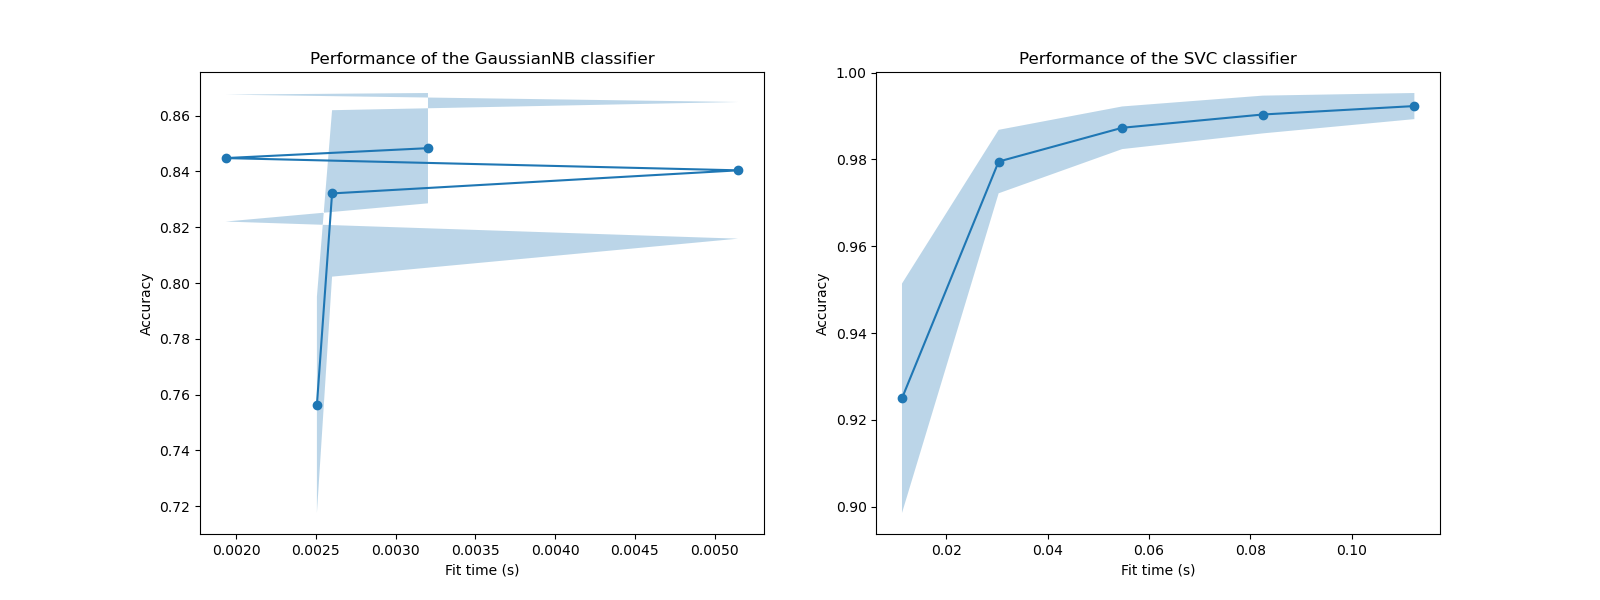 Performance of the GaussianNB classifier
0.86
0.84
0.82
0.80
0.78
0.76
0.74
0.72
Accuracy
0.0020 0.0025 0.0030 0.0035 0.0040 0.0045 0.0050
Fit time (s)
Performance of the SVC classifier
1.00
0.98
0.96
0.94
0.92
0.90
Accuracy
0.02 0.04 0.06 0.08 0.10
Fit time (s)